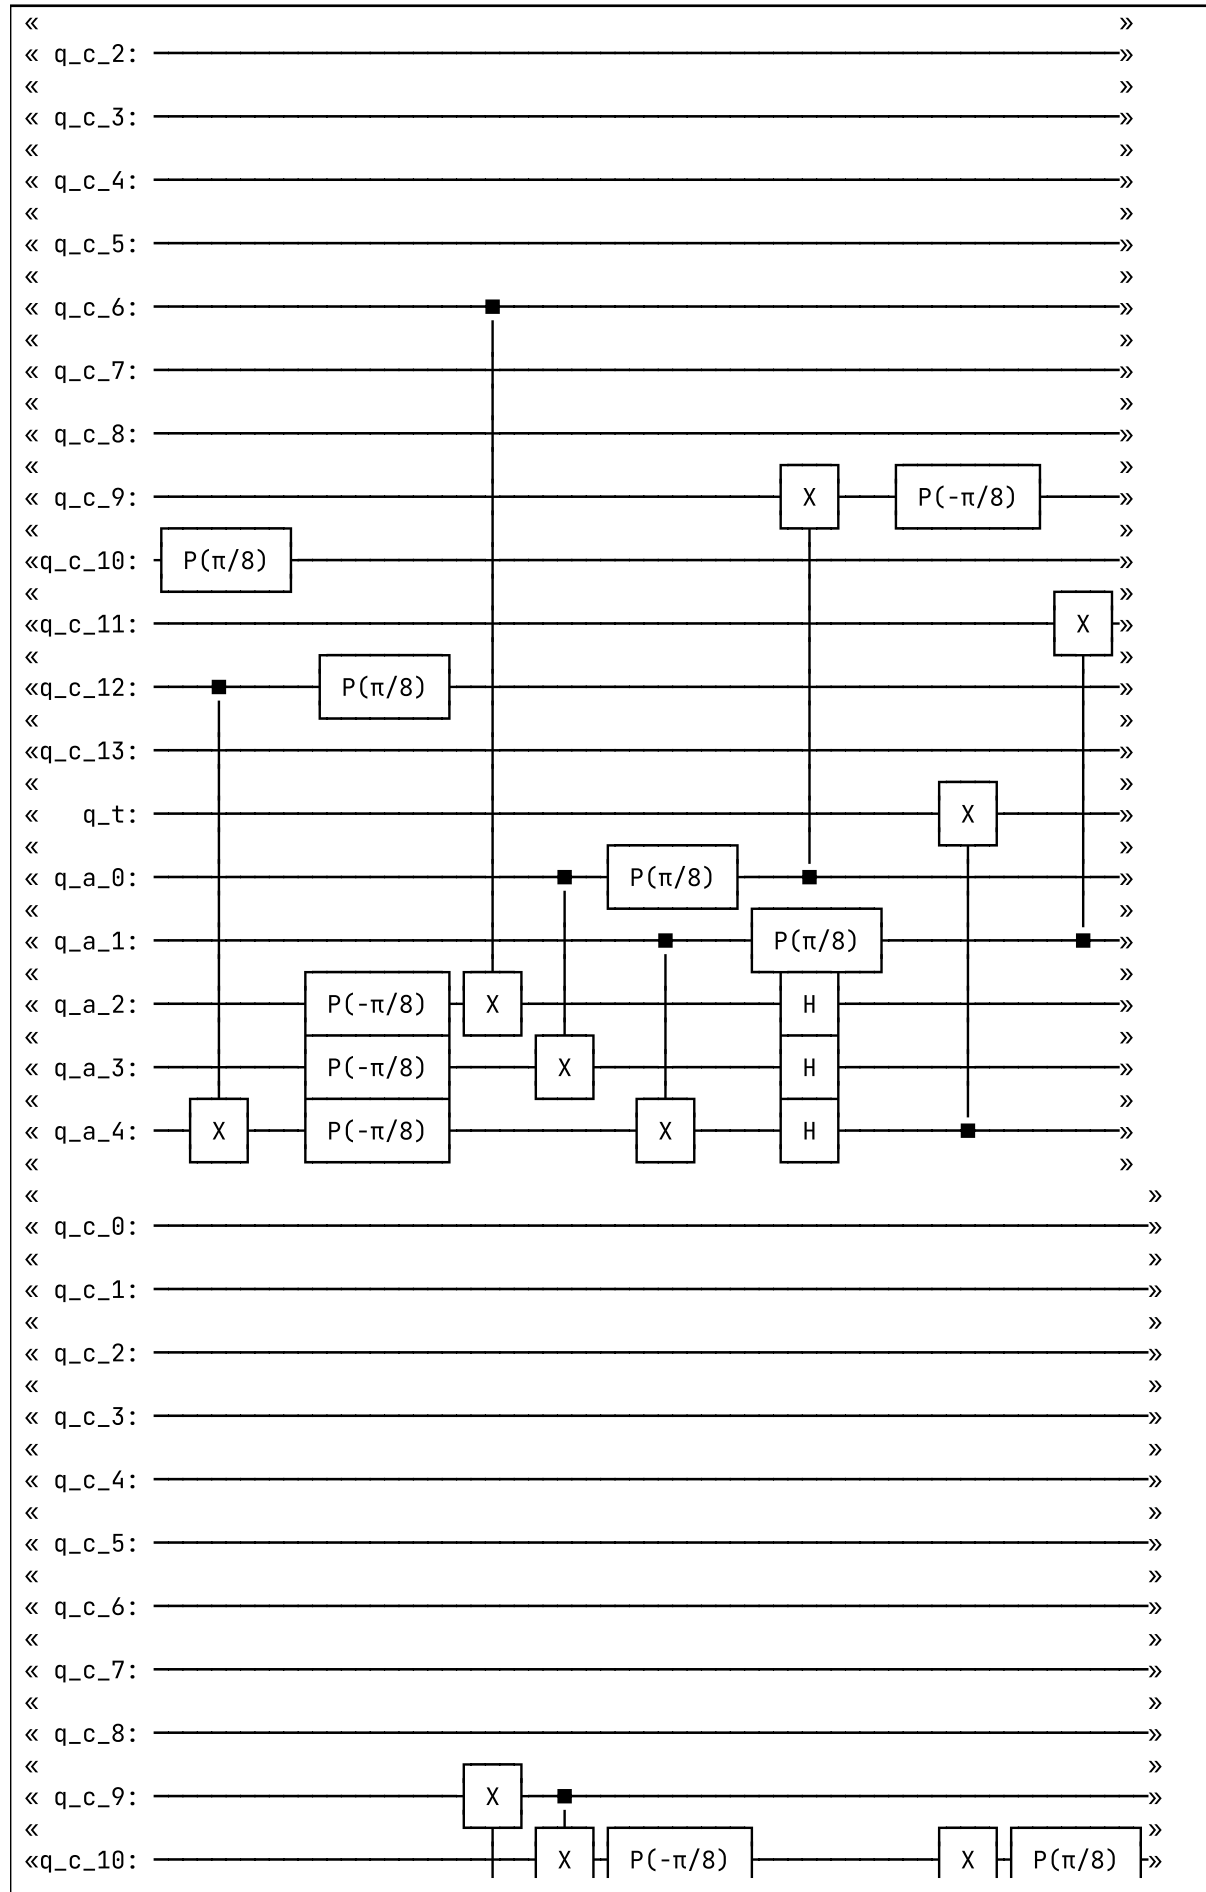 « »
« q_c_2: »
« »
« q_c_3: »
« »
« q_c_4: »
« »
« q_c_5: »
« »
« q_c_6: »
« »
« q_c_7: »
« »
« q_c_8: »
« »
« q_c_9: X P(-π/8) »
« »
«q_c_10: P(π/8) »
« »
«q_c_11: X »
« »
«q_c_12: P(π/8) »
« »
«q_c_13: »
« »
« q_t: X »
« »
« q_a_0: P(π/8) »
« »
« q_a_1: P(π/8) »
« »
« q_a_2: P(-π/8) X H »
« »
« q_a_3: P(-π/8) X H »
« »
« q_a_4: X P(-π/8) X H »
« »
« »
« q_c_0: »
« »
« q_c_1: »
« »
« q_c_2: »
« »
« q_c_3: »
« »
« q_c_4: »
« »
« q_c_5: »
« »
« q_c_6: »
« »
« q_c_7: »
« »
« q_c_8: »
« »
« q_c_9: X »
« »
«q_c_10: X P(-π/8) X P(π/8) »